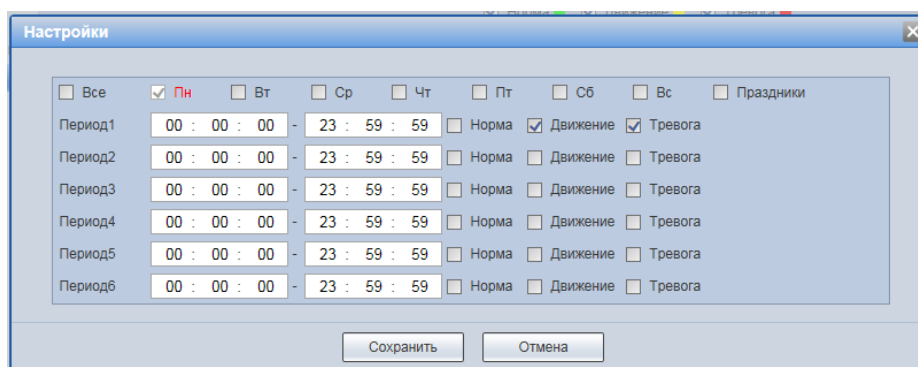 Норма Движение Тревога
Настройки
Все Пн Вт Ср Чт Пт Сб Вс Праздники
Период1 00 : 00 : 00 - 23 : 59 : 59 Норма Движение Тревога
Период2 00 : 00 : 00 - 23 : 59 : 59 Норма Движение Тревога
Период3 00 : 00 : 00 - 23 : 59 : 59 Норма Движение Тревога
Период4 00 : 00 : 00 - 23 : 59 : 59 Норма Движение Тревога
Период5 00 : 00 : 00 - 23 : 59 : 59 Норма Движение Тревога
Период6 00 : 00 : 00 - 23 : 59 : 59 Норма Движение Тревога
Сохранить Отмена